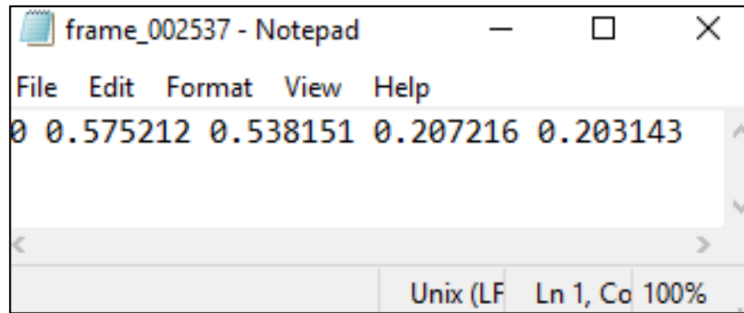 frame_002537 - Notepad
File Edit Format View Help
0 0.575212 0.538151 0.207216 0.203143
Unix (LF Ln 1, Co 100%